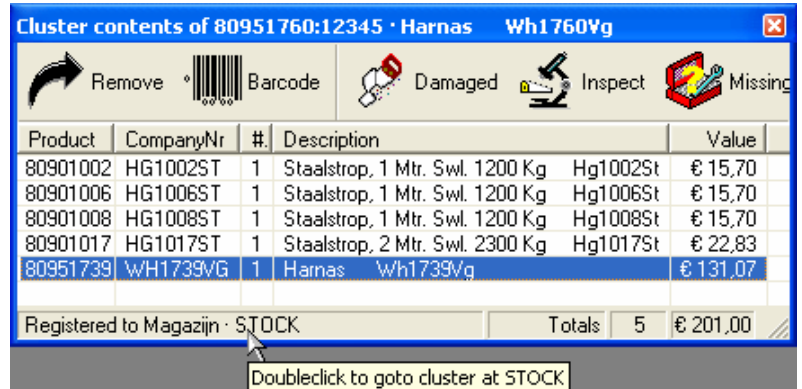 Cluster contents of 80951760:12345 · Harnas Wh1760Vg
Remove Barcode Damaged Inspect Missing
Product CompanyNr #. Description Value
80901002 HG1002ST 1 Staalstrop, 1 Mtr. Swl. 1200 Kg Hg1002St € 15,70
80901006 HG1006ST 1 Staalstrop, 1 Mtr. Swl. 1200 Kg Hg1006St € 15,70
80901008 HG1008ST 1 Staalstrop, 1 Mtr. Swl. 1200 Kg Hg1008St € 15,70
80901017 HG1017ST 1 Staalstrop, 2 Mtr. Swl. 2300 Kg Hg1017St € 22,83
80951739 WH1739VG 1 Harnas Wh1739Vg € 131,07
Registered to Magazijn · STOCK Totals 5 € 201,00
Doubleclick to goto cluster at STOCK